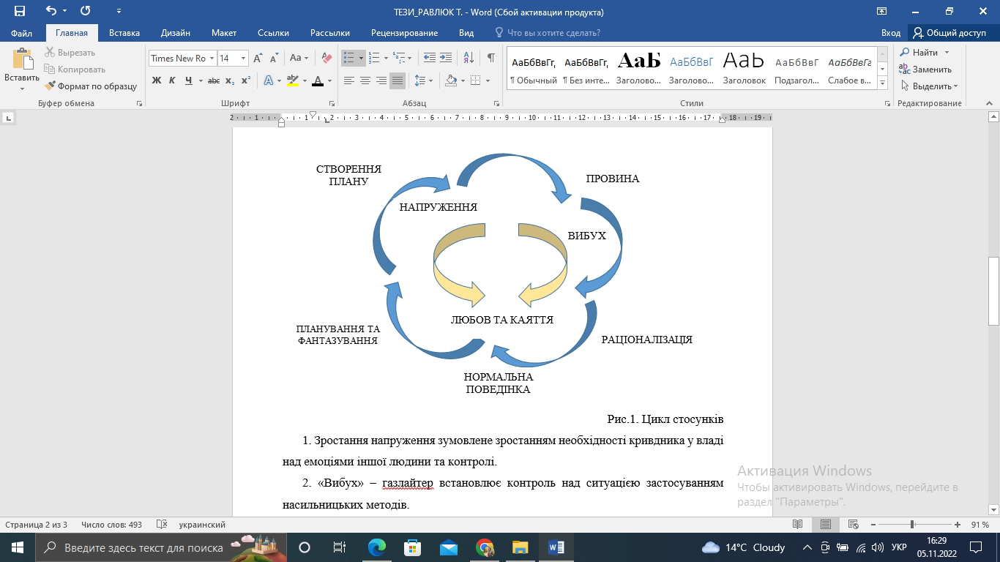 ТЕЗИ_РАВЛЮК Т. - Word (Сбой активации продукта)
Файл Главная Вставка Дизайн Макет Ссылки Рассылки Рецензирование Вид Что вы хотите сделать? Вход Общий доступ
Вставить
Вырезать
Копировать
Формат по образцу
Буфер обмена
Times New Ro 14
Ж К Ч abc x₂ x²
Шрифт
Абзац
АаБбВвГг, АаБбВвГг, АаБ АаБбВвГ АаЬ АаБбВвГ АаБбВвГг
¶ Обычный ¶ Без инте... Заголово... Заголово... Заголовок Подзагол... Слабое в...
Стили
Найти
Заменить
Выделить
Редактирование
2 1 1 2 3 4 5 6 7 8 9 10 11 12 13 14 15 16 17 18 19
СТВОРЕННЯ
ПЛАНУ
ПРОВИНА
НАПРУЖЕННЯ
ВИБУХ
ЛЮБОВ ТА КАЯТТЯ
ПЛАНУВАННЯ ТА
ФАНТАЗУВАННЯ
РАЦІОНАЛІЗАЦІЯ
НОРМАЛЬНА
ПОВЕДІНКА
Рис.1. Цикл стосунків
1. Зростання напруження зумовлене зростанням необхідності кривдника у владі
над емоціями іншої людини та контролі.
2. «Вибух» – газлайтер встановлює контроль над ситуацією застосуванням
насильницьких методів.
Активация Windows
Чтобы активировать Windows, перейдите в
раздел "Параметры".
Страница 2 из 3 Число слов: 493 украинский 91 %
Введите здесь текст для поиска
14°C Cloudy
УКР
16:29
05.11.2022